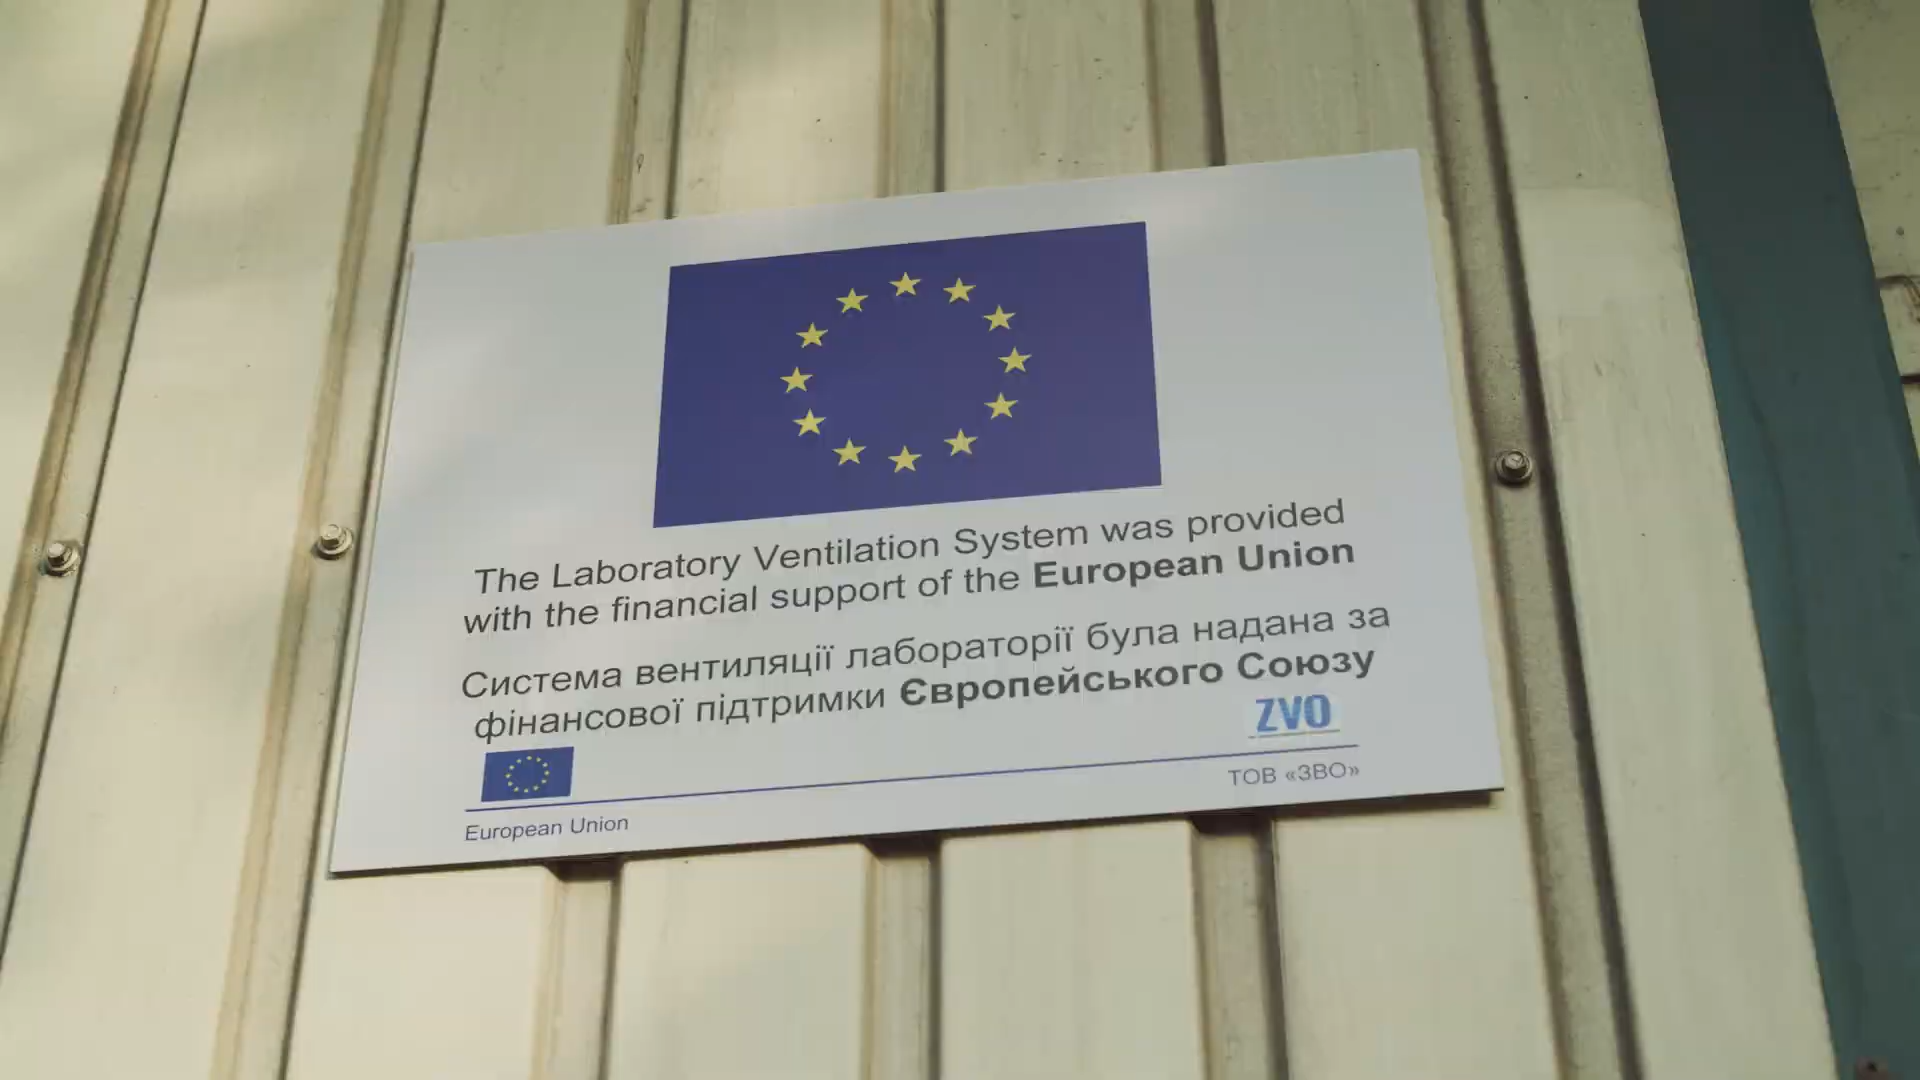 The Laboratory Ventilation System was provided
with the financial support of the European Union
Система вентиляції лабораторії була надана за
фінансової підтримки Європейського Союзу
ZVO
European Union
ТОВ «ЗВО»